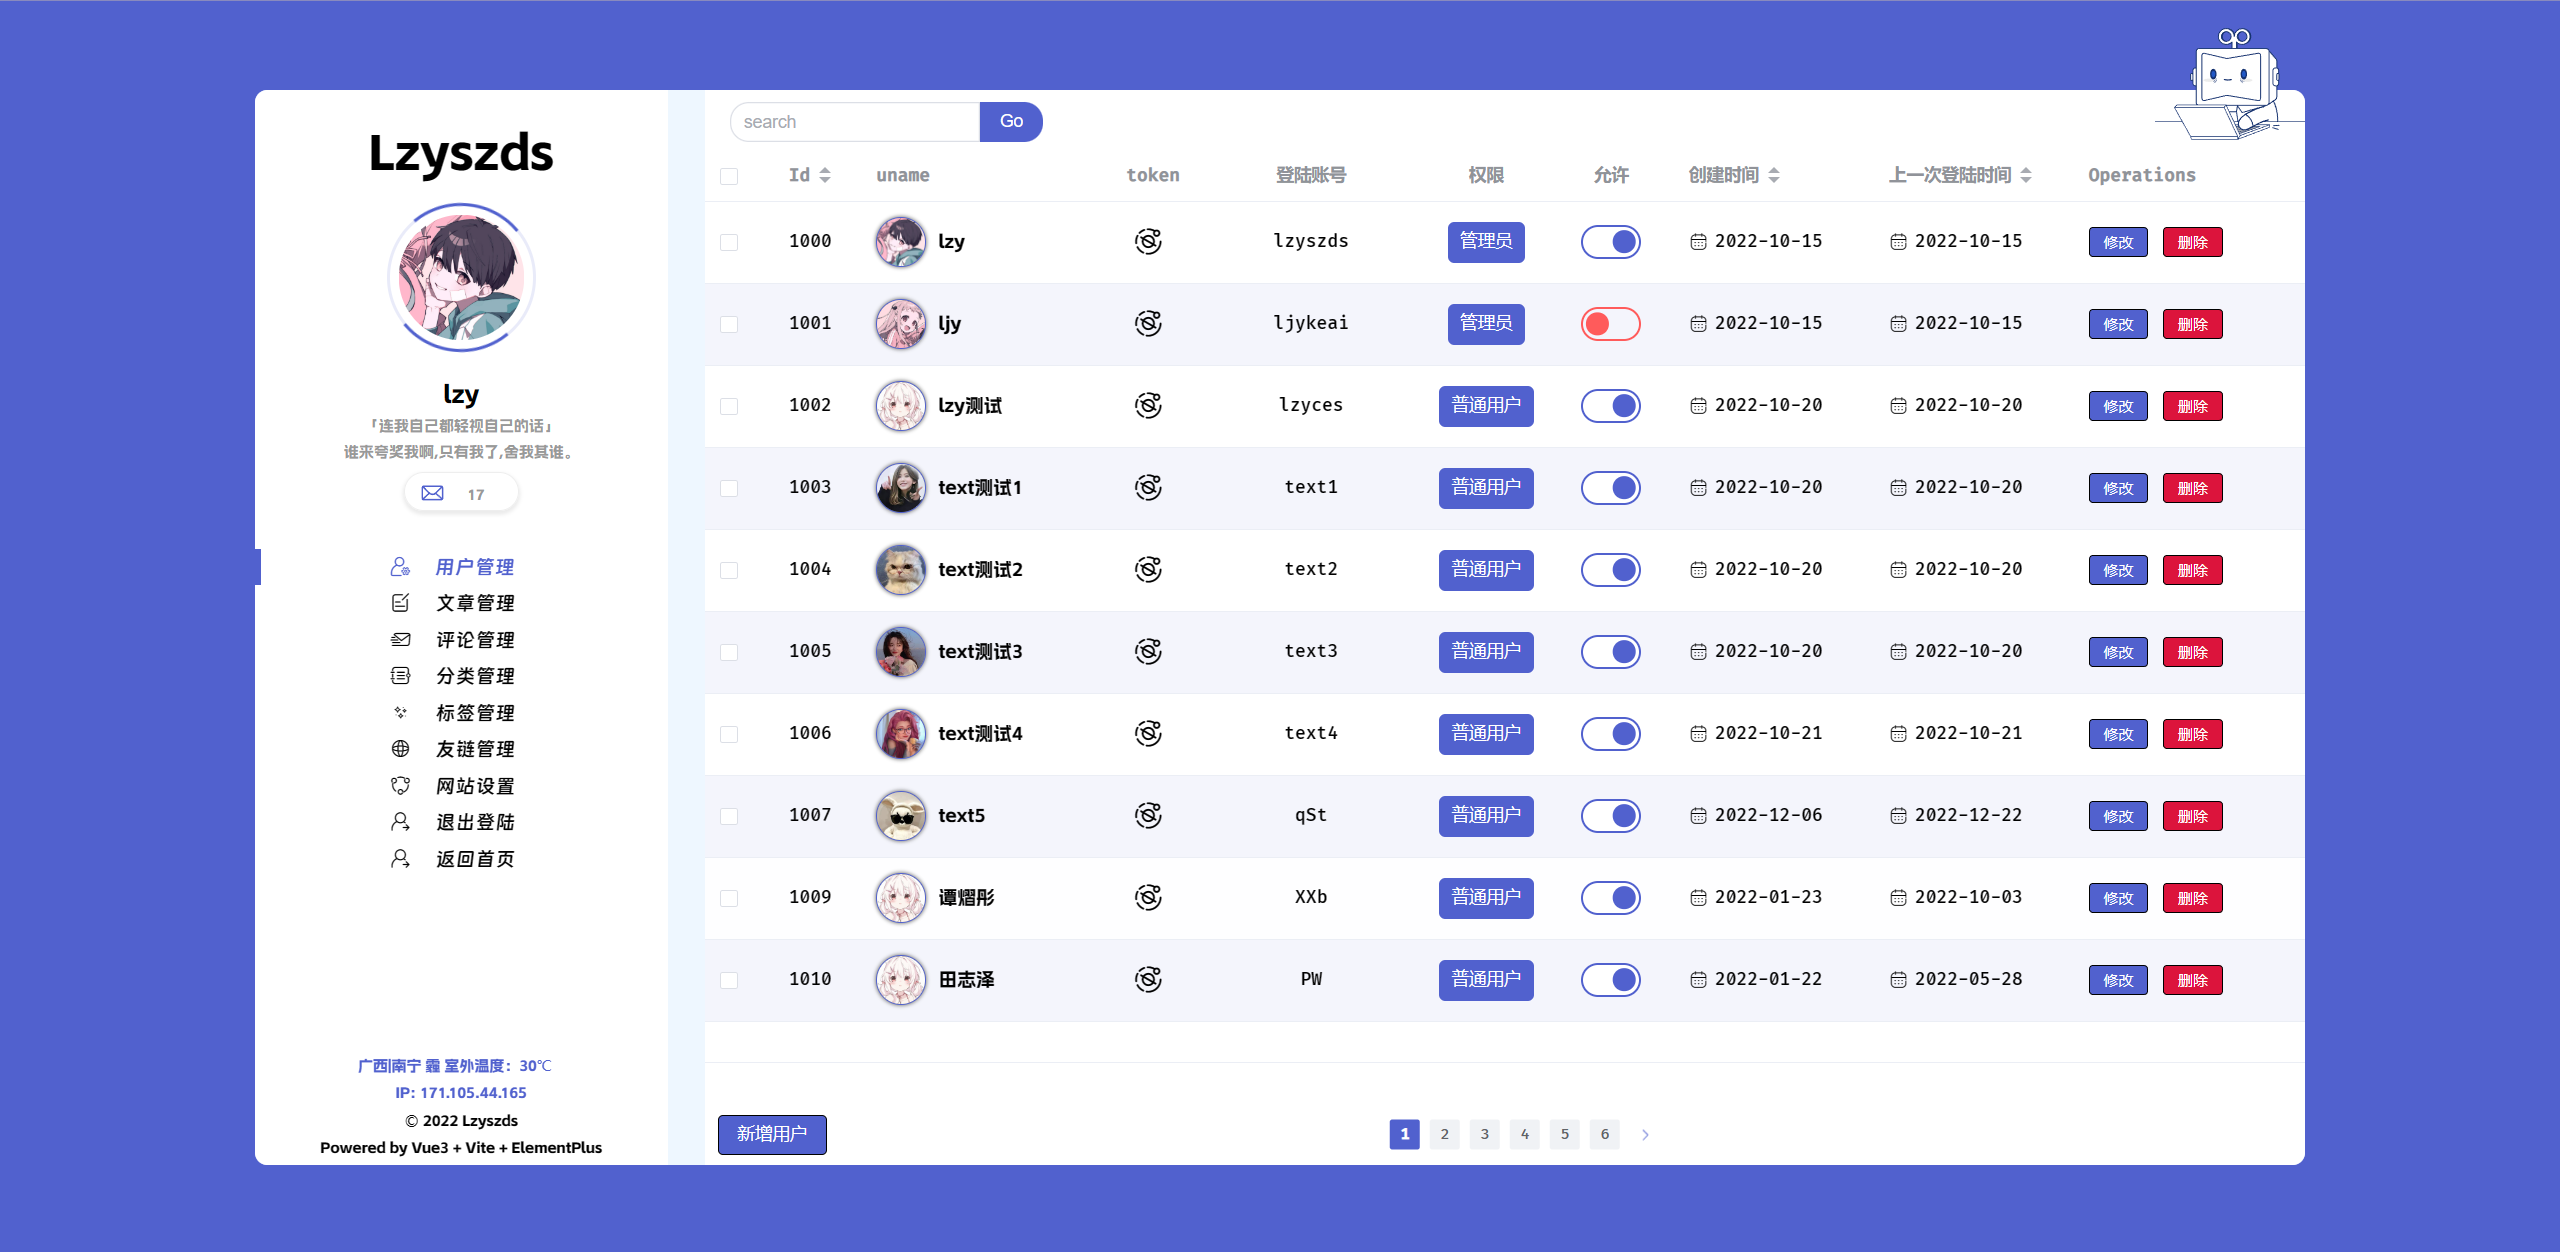 Lzyszds
lzy
「连我自己都轻视自己的话」
谁来夸奖我啊,只有我了,舍我其谁。
17
用户管理
文章管理
评论管理
分类管理
标签管理
友链管理
网站设置
退出登陆
返回首页
广西|南宁 霾 室外温度：30℃
IP: 171.105.44.165
© 2022 Lzyszds
Powered by Vue3 + Vite + ElementPlus
search Go
Id uname token 登陆账号 权限 允许 创建时间 上一次登陆时间 Operations
1000 lzy lzyszds 管理员 2022-10-15 2022-10-15 修改 删除
1001 ljy ljykeai 管理员 2022-10-15 2022-10-15 修改 删除
1002 lzy测试 lzyces 普通用户 2022-10-20 2022-10-20 修改 删除
1003 text测试1 text1 普通用户 2022-10-20 2022-10-20 修改 删除
1004 text测试2 text2 普通用户 2022-10-20 2022-10-20 修改 删除
1005 text测试3 text3 普通用户 2022-10-20 2022-10-20 修改 删除
1006 text测试4 text4 普通用户 2022-10-21 2022-10-21 修改 删除
1007 text5 qSt 普通用户 2022-12-06 2022-12-22 修改 删除
1009 谭熠彤 XXb 普通用户 2022-01-23 2022-10-03 修改 删除
1010 田志泽 PW 普通用户 2022-01-22 2022-05-28 修改 删除
新增用户
1 2 3 4 5 6